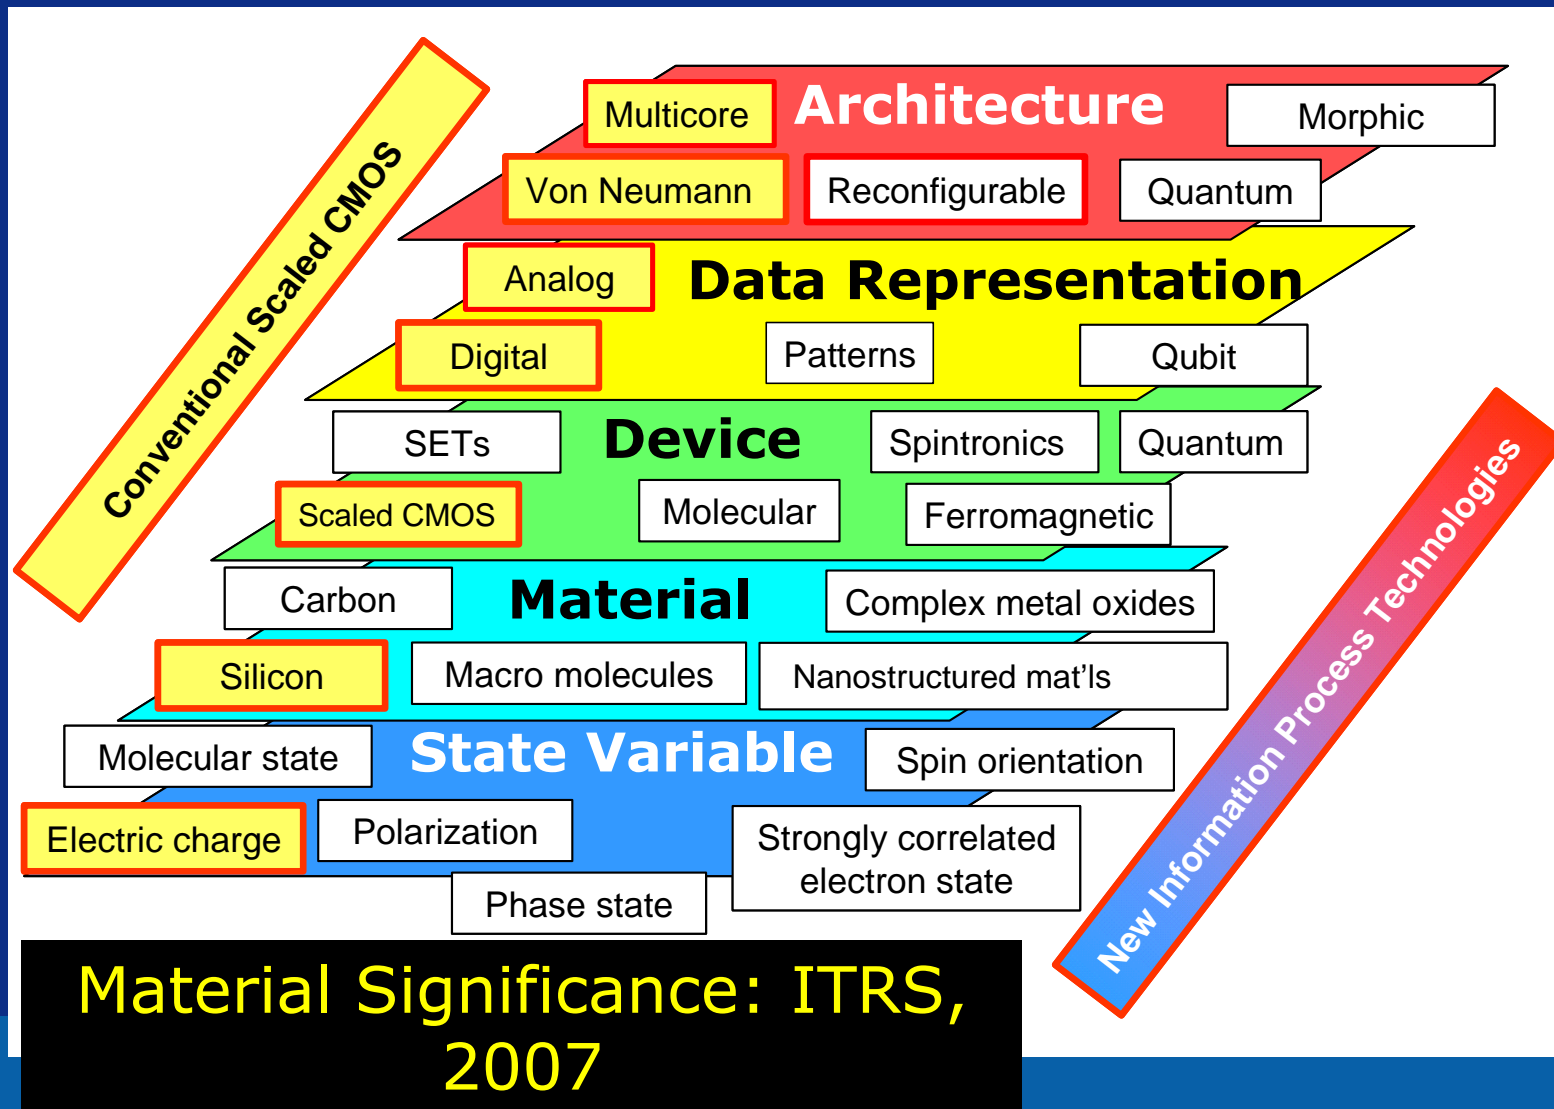 Conventional Scaled CMOS
Architecture
Multicore
Morphic
Von Neumann
Reconfigurable
Quantum
Data Representation
Analog
Digital
Patterns
Qubit
Device
SETs
Spintronics
Quantum
Scaled CMOS
Molecular
Ferromagnetic
Material
Carbon
Complex metal oxides
Silicon
Macro molecules
Nanostructured mat'ls
State Variable
Molecular state
Spin orientation
Electric charge
Polarization
Strongly correlated
electron state
Phase state
New Information Process Technologies
Material Significance: ITRS,
2007